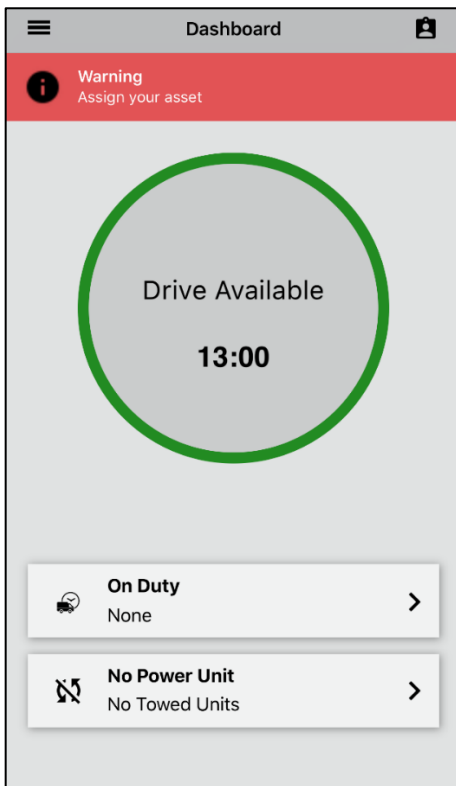 Dashboard
Warning
Assign your asset
Drive Available
13:00
On Duty
None
No Power Unit
No Towed Units